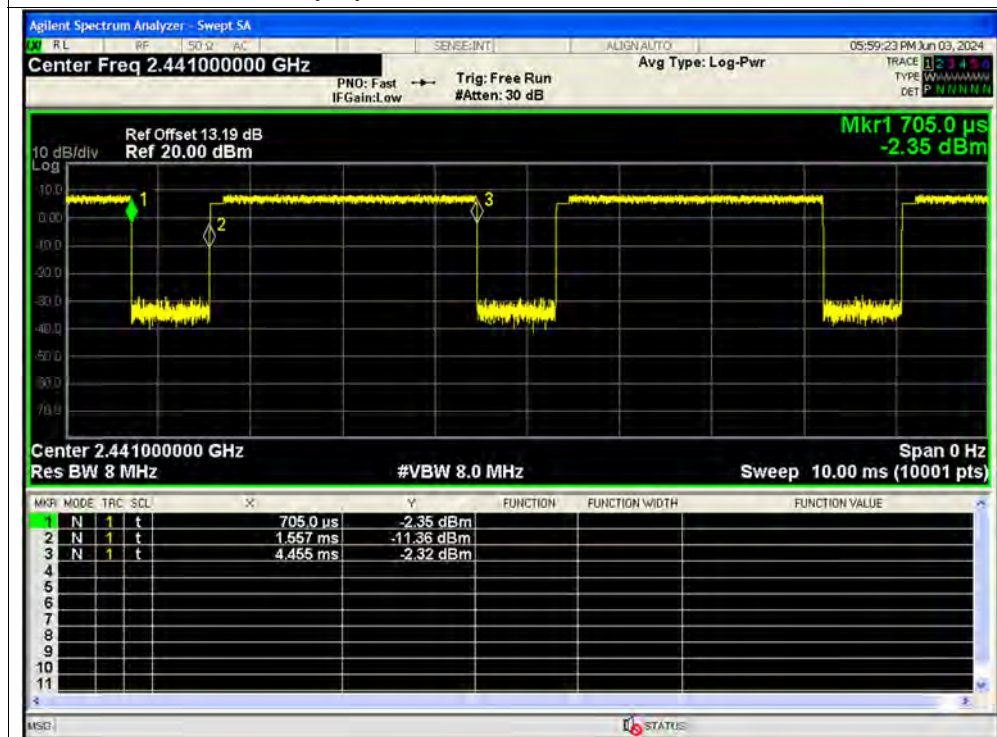 Agilent Spectrum Analyzer - Swept SA
RL RF 50 Ω AC SENSE:INT ALIGN AUTO 05:59:23 PM Jun 03, 2024
Center Freq 2.441000000 GHz
PNO: Fast
IFGain:Low
Trig: Free Run
#Atten: 30 dB
Avg Type: Log-Pwr
TRACE 1 2 3 4 5 6
TYPE W
DET P N N N N N
Mkr1 705.0 µs
-2.35 dBm
Ref Offset 13.19 dB
10 dB/div Ref 20.00 dBm
Log
10.0
0.00
-10.0
-20.0
-30.0
-40.0
-50.0
-60.0
-70.0
1
2
3
Center 2.441000000 GHz Span 0 Hz
Res BW 8 MHz #VBW 8.0 MHz Sweep 10.00 ms (10001 pts)
MKR MODE TRC SCL X Y FUNCTION FUNCTION WIDTH FUNCTION VALUE
1 N 1 t 705.0 µs -2.35 dBm
2 N 1 t 1.557 ms -11.36 dBm
3 N 1 t 4.455 ms -2.32 dBm
4
5
6
7
8
9
10
11
MSG STATUS